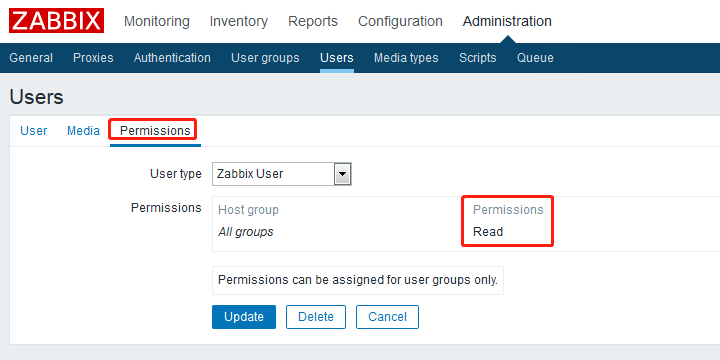 ZABBIX Monitoring Inventory Reports Configuration Administration
General Proxies Authentication User groups Users Media types Scripts Queue
Users
User Media Permissions
User type Zabbix User
Permissions Host group Permissions
All groups Read
Permissions can be assigned for user groups only.
Update Delete Cancel